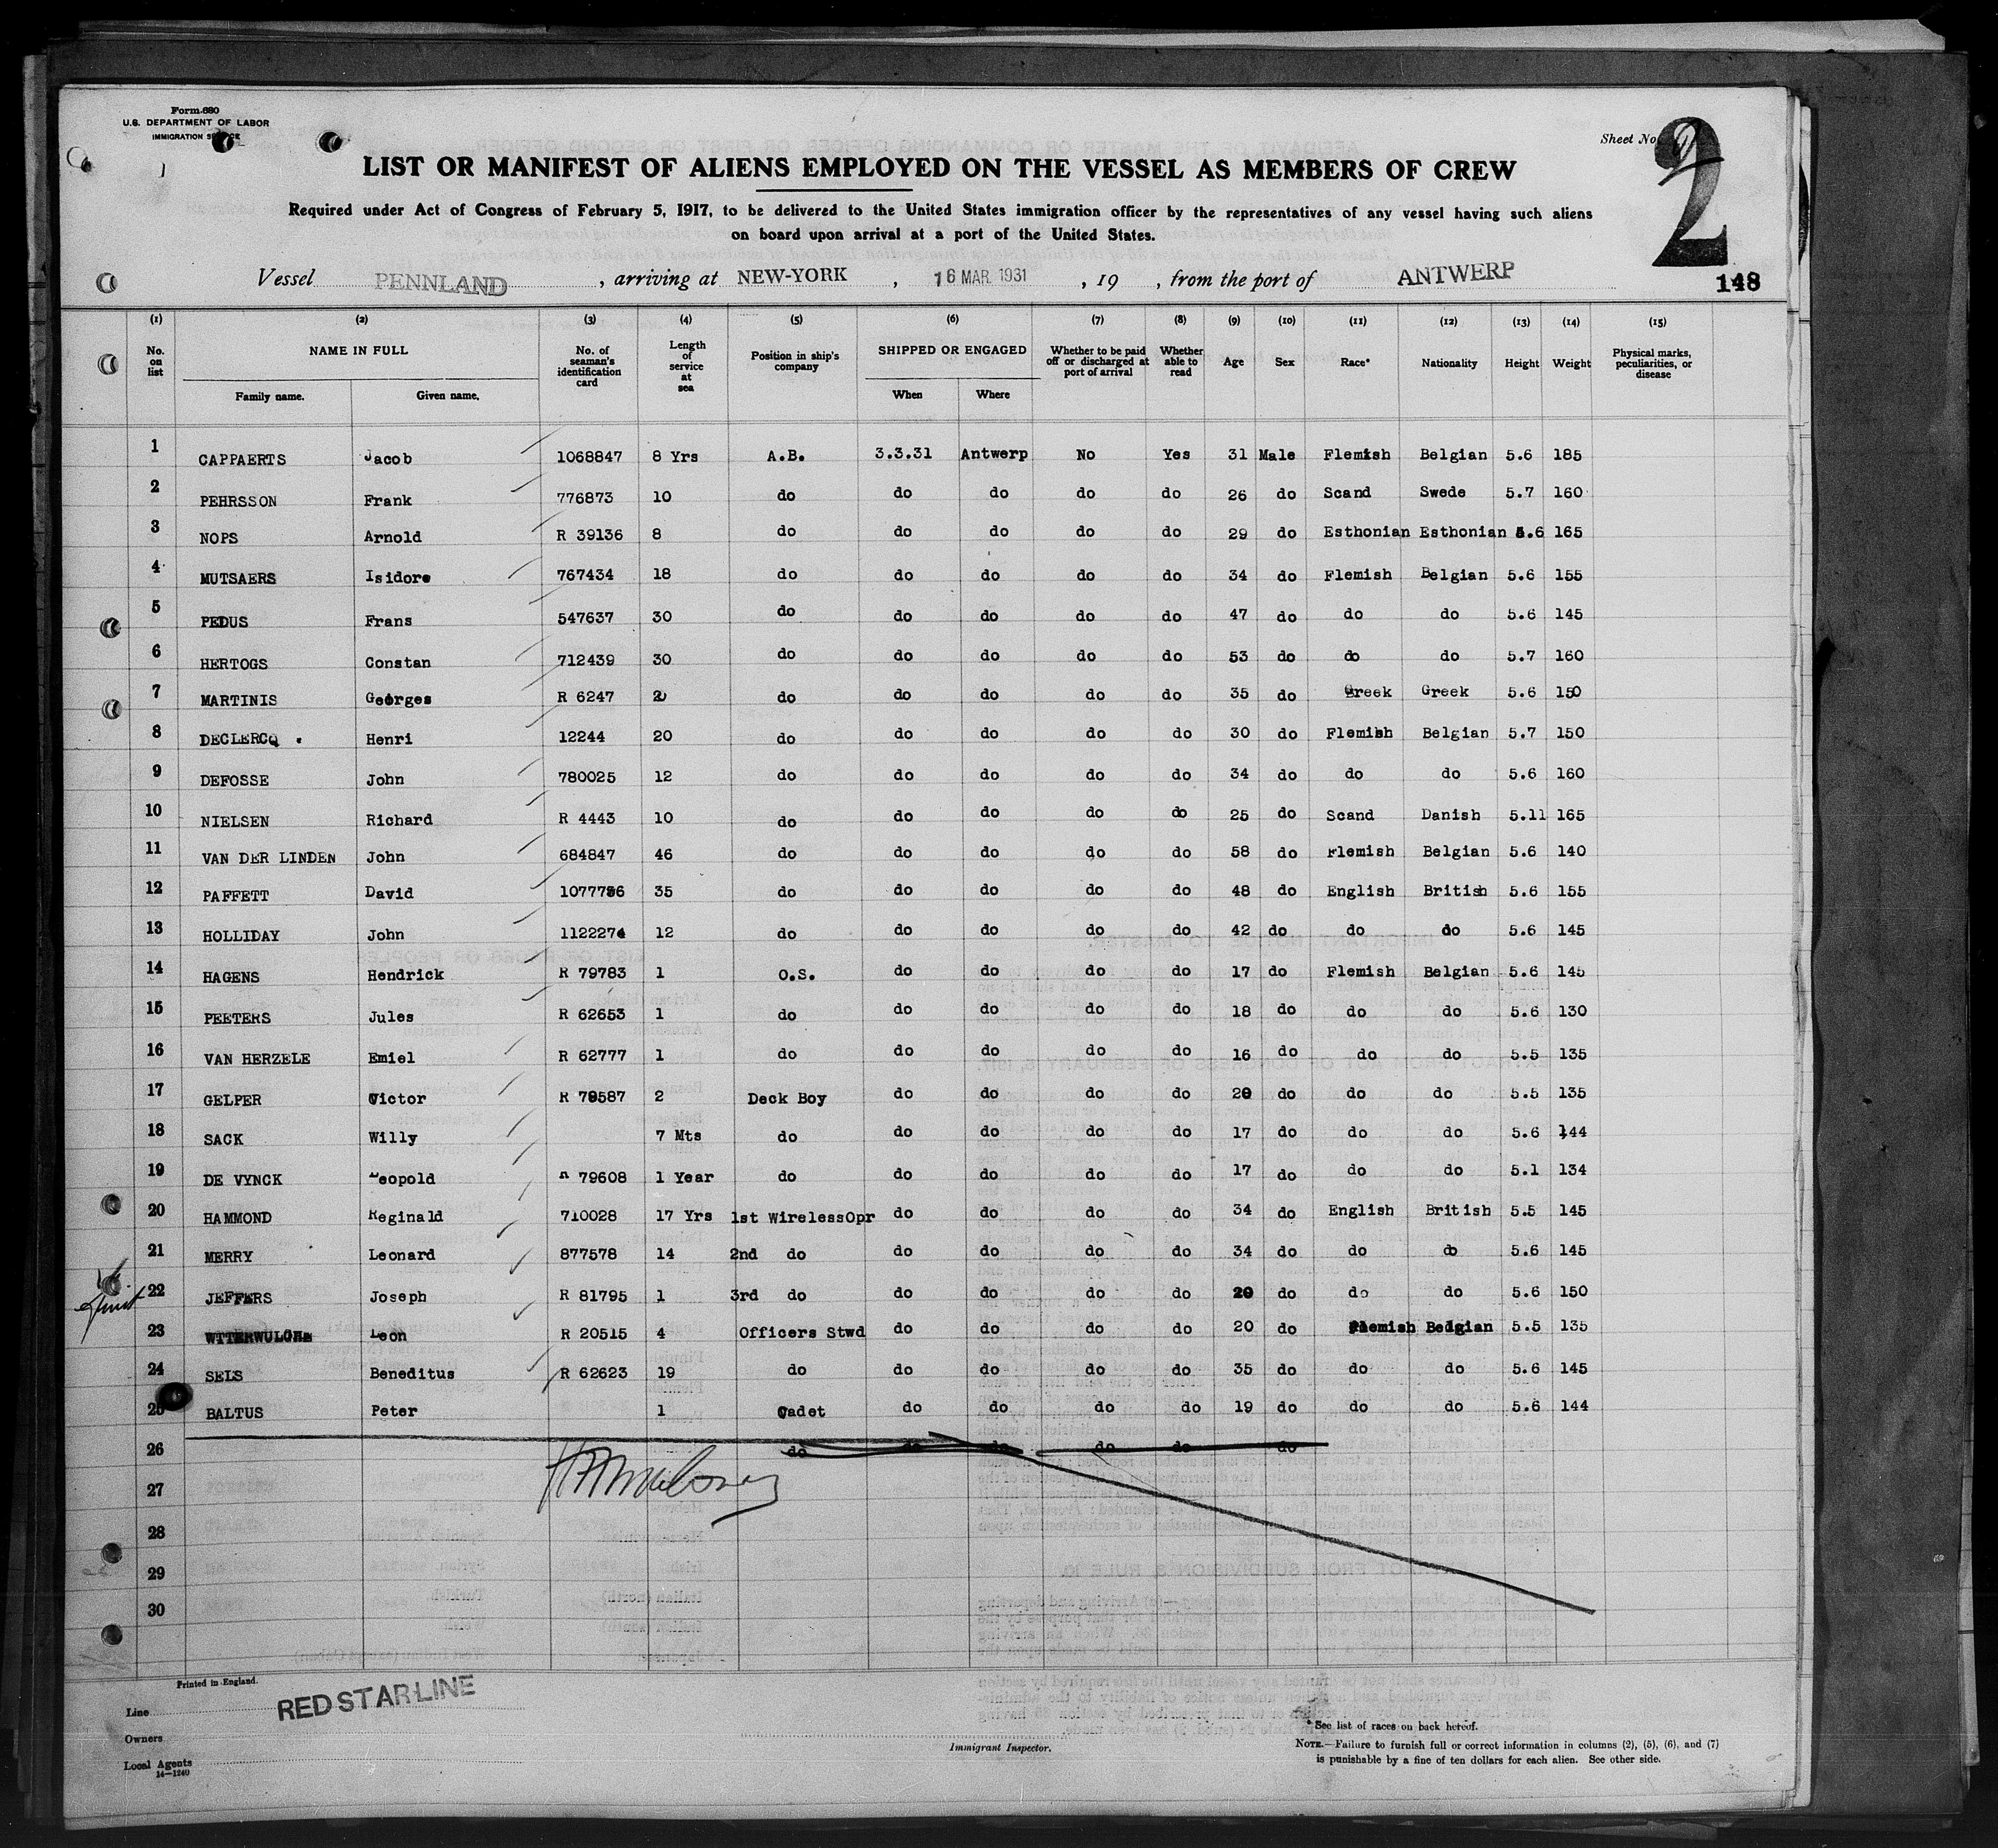 Form 680
U.S. DEPARTMENT OF LABOR
IMMIGRATION SERVICE
Sheet No.
2
LIST OR MANIFEST OF ALIENS EMPLOYED ON THE VESSEL AS MEMBERS OF CREW
Required under Act of Congress of February 5, 1917, to be delivered to the United States immigration officer by the representatives of any vessel having such aliens
on board upon arrival at a port of the United States.
Vessel PENNLAND, arriving at NEW-YORK, 16 MAR. 1931, 19 , from the port of ANTWERP
148
(1) (2) (3) (4) (5) (6) (7) (8) (9) (10) (11) (12) (13) (14) (15)
No. on list NAME IN FULL No. of seaman's identification card Length of service at sea Position in ship's company SHIPPED OR ENGAGED Whether to be paid off or discharged at port of arrival Whether able to read Age Sex Race* Nationality Height Weight Physical marks, peculiarities, or disease
Family name. Given name. When Where
1 CAPPAERTS Jacob 1068847 8 Yrs A.B. 3.3.31 Antwerp No Yes 31 Male Flemish Belgian 5.6 185
2 PEHRSSON Frank 776873 10 do do do do do 26 do Scand Swede 5.7 160
3 NOPS Arnold R 39136 8 do do do do do 29 do Esthonian Esthonian 5.6 165
4 MUTSAERS Isidore 767434 18 do do do do do 34 do Flemish Belgian 5.6 155
5 PEDUS Frans 547637 30 do do do do do 47 do do do 5.6 145
6 HERTOGS Constan 712439 30 do do do do do 53 do do do 5.7 160
7 MARTINIS Georges R 6247 2 do do do do do 35 do Greek Greek 5.6 150
8 DECLERCQ . Henri 12244 20 do do do do do 30 do Flemish Belgian 5.7 150
9 DEFOSSE John 780025 12 do do do do do 34 do do do 5.6 160
10 NIELSEN Richard R 4443 10 do do do do do 25 do Scand Danish 5.11 165
11 VAN DER LINDEN John 684847 46 do do do do do 58 do Flemish Belgian 5.6 140
12 PAFFETT David 35 do do do do do 48 do English British 5.6 155
13 HOLLIDAY John 1122274 12 do do do do do 42 do do do 5.6 145
14 HAGENS Hendrick R 79783 1 O.S. do do do do 17 do Flemish Belgian 5.6 145
15 PEETERS Jules R 62653 1 do do do do do 18 do do do 5.6 130
16 VAN HERZELE Emiel R 62777 1 do do do do do 16 do do do 5.5 135
17 GELPER Victor R 79587 2 Deck Boy do do do do 20 do do do 5.5 135
18 SACK Willy 7 Mts do do do do do 17 do do do 5.6 144
19 DE VYNCK Leopold R 79608 1 Year do do do do do 17 do do do 5.1 134
20 HAMMOND Reginald 710028 17 Yrs 1st WirelessOpr do do do do 34 do English British 5.5 145
21 MERRY Leonard 877578 14 2nd do do do do do 34 do do do 5.6 145
22 JEFFERS Joseph R 81795 1 3rd do do do do do 20 do do do 5.6 150
23 Leon R 20515 4 Officers Stwd do do do do 20 do Flemish Belgian 5.5 135
24 SELS Beneditus R 62623 19 do do do do do 35 do do do 5.6 145
25 BALTUS Peter 1 Cadet do do do do 19 do do do 5.6 144
26 do do do do do do
27
28
29
30
Printed in England.
Line RED STAR LINE
Owners
Local Agents
14—1240
Immigrant Inspector.
* See list of races on back hereof.
NOTE.—Failure to furnish full or correct information in columns (2), (5), (6), and (7)
is punishable by a fine of ten dollars for each alien. See other side.